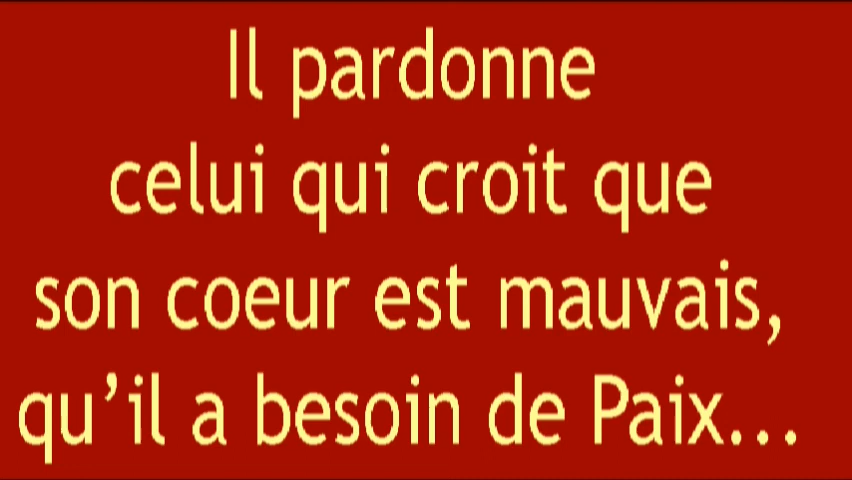 Il pardonne
celui qui croit que
son coeur est mauvais,
qu’il a besoin de Paix...